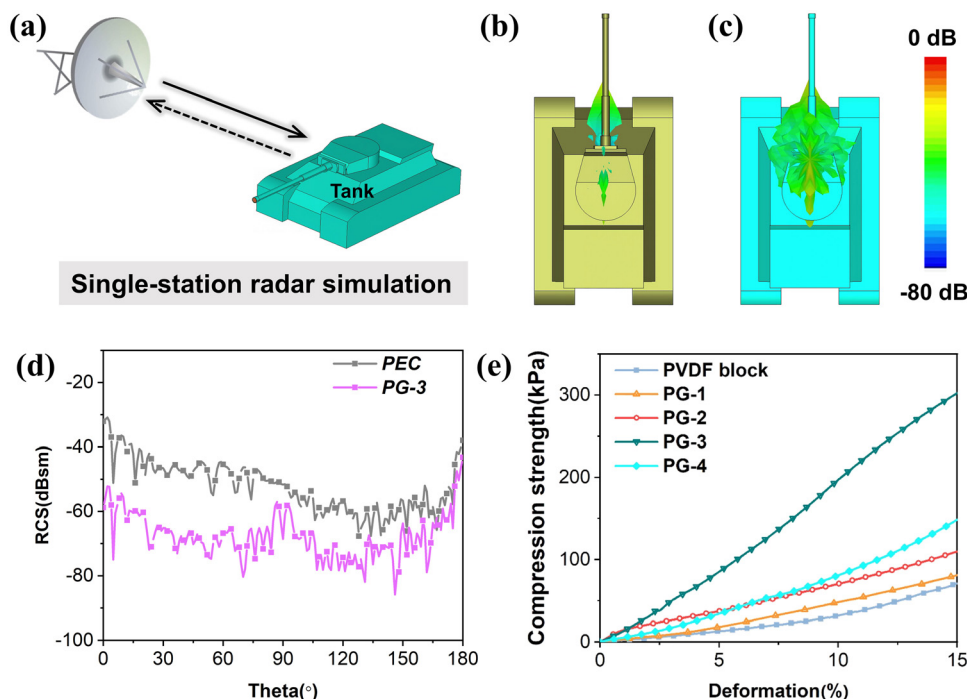 (a)
Tank
Single-station radar simulation
(b)
(c)
0 dB
-80 dB
(d)
PEC
PG-3
RCS(dBsm)
-20
-40
-60
-80
-100
0 30 60 90 120 150 180
Theta(°)
(e)
PVDF block
PG-1
PG-2
PG-3
PG-4
Compression strength(kPa)
300
200
100
0
0 5 10 15
Deformation(%)